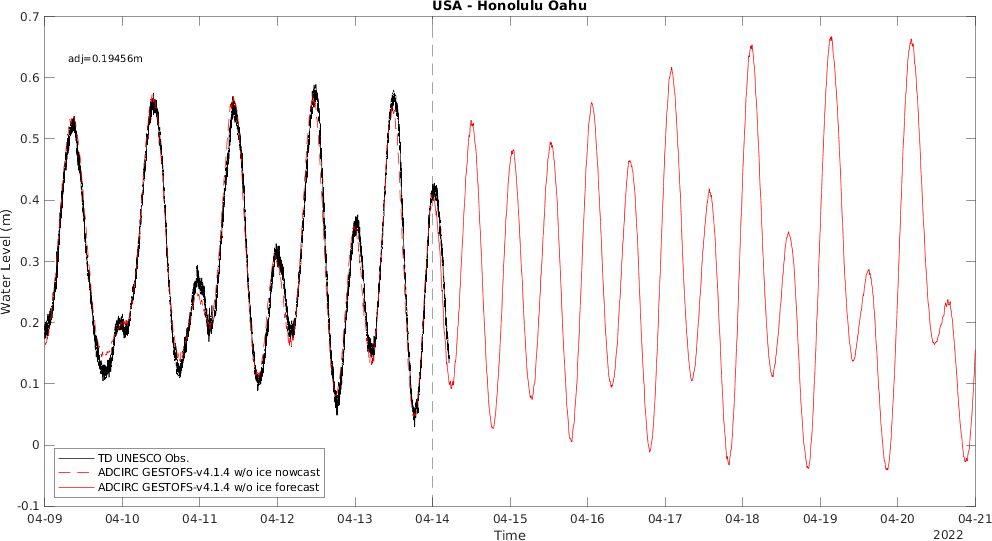 USA - Honolulu Oahu
0.7
adj=0.19456m
0.6
0.5
0.4
0.3
0.2
0.1
0
-0.1
Water Level (m)
TD UNESCO Obs.
ADCIRC GESTOFS-v4.1.4 w/o ice nowcast
ADCIRC GESTOFS-v4.1.4 w/o ice forecast
04-09 04-10 04-11 04-12 04-13 04-14 04-15 04-16 04-17 04-18 04-19 04-20 04-21
Time
2022